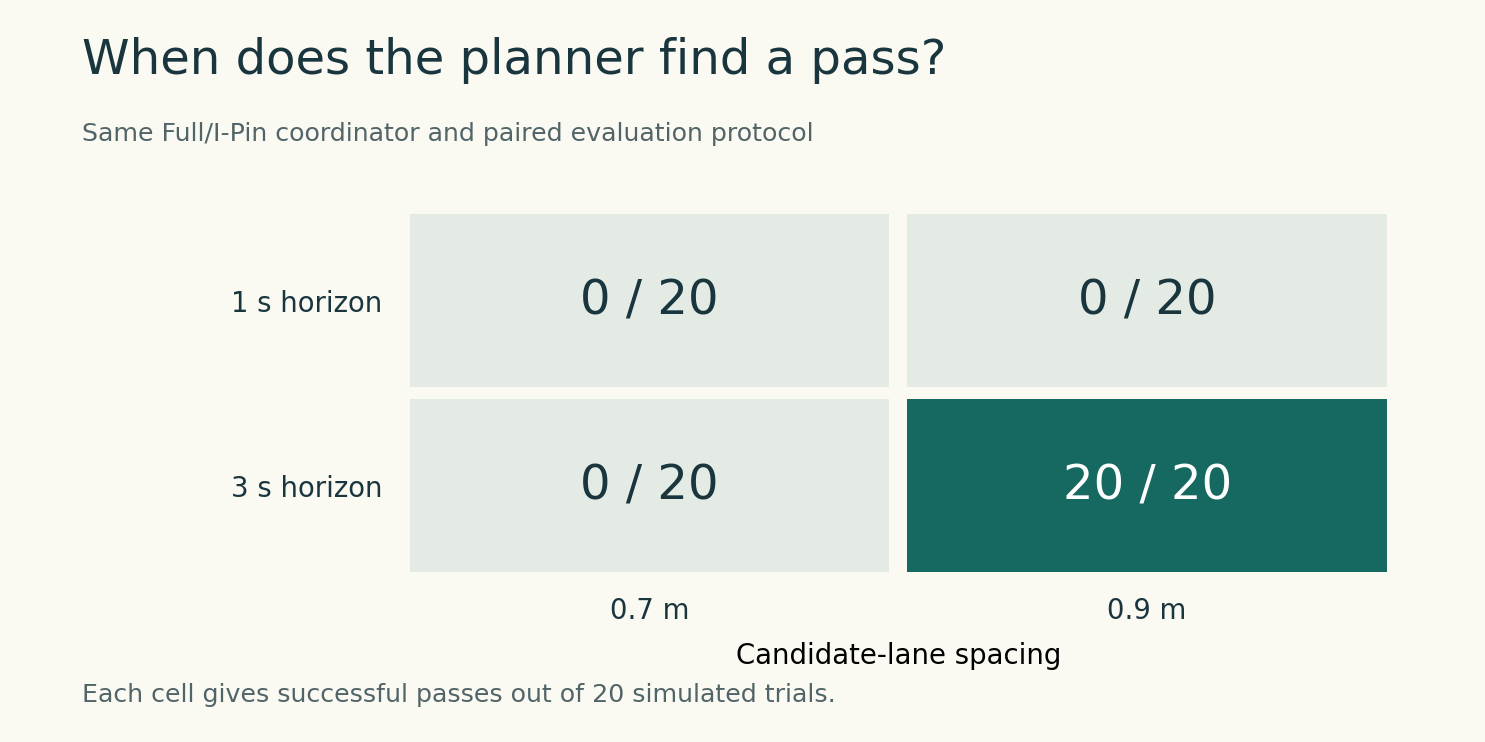 When does the planner find a pass?
Same Full/I-Pin coordinator and paired evaluation protocol
1 s horizon
0 / 20
0 / 20
3 s horizon
0 / 20
20 / 20
0.7 m
0.9 m
Candidate-lane spacing
Each cell gives successful passes out of 20 simulated trials.